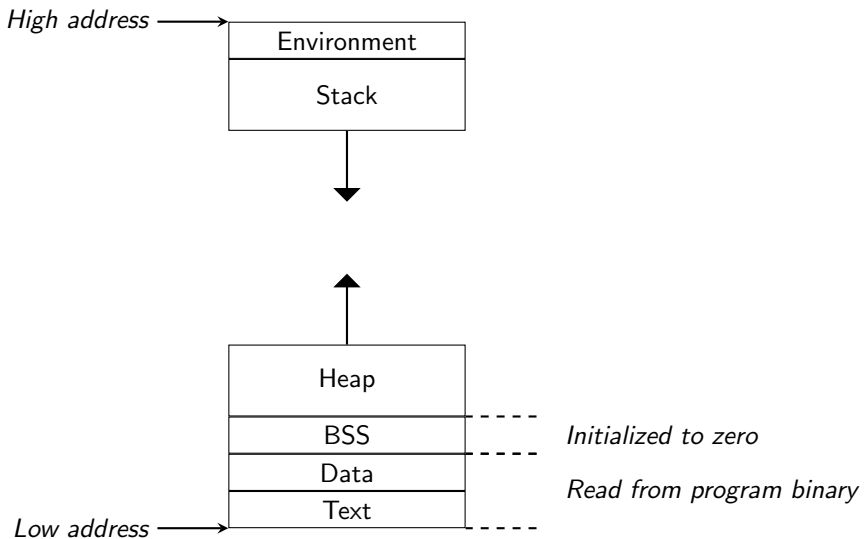 High address
Environment
Stack
Heap
BSS
Initialized to zero
Data
Read from program binary
Text
Low address